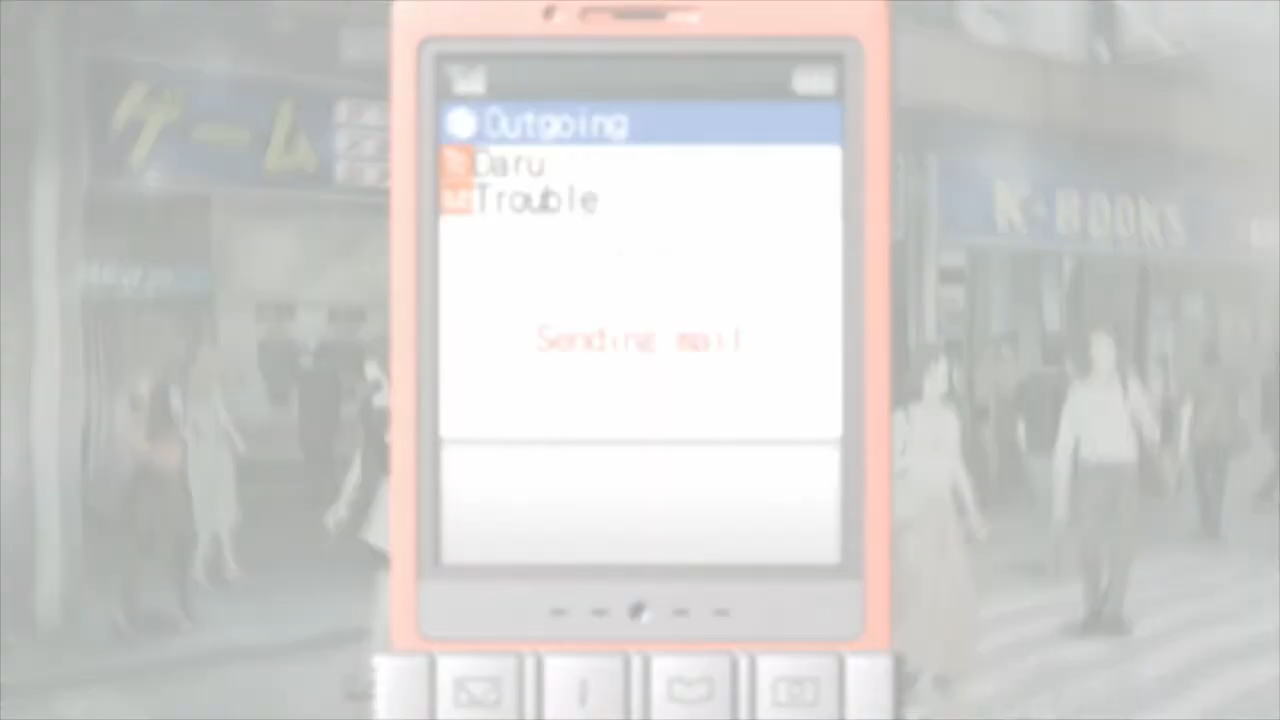 Outgoing
Daru
Trouble
Sending mail
ゲーム
K-BOOKS